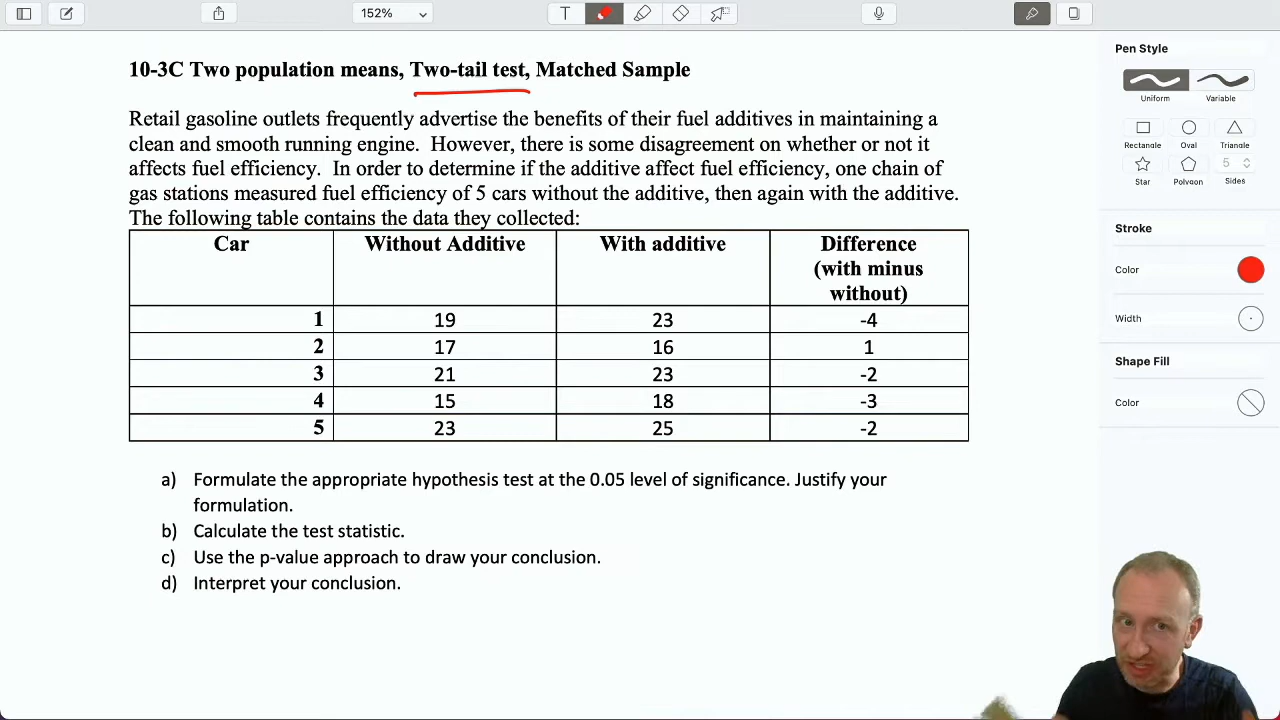 152%
T
10-3C Two population means, Two-tail test, Matched Sample
Retail gasoline outlets frequently advertise the benefits of their fuel additives in maintaining a
clean and smooth running engine. However, there is some disagreement on whether or not it
affects fuel efficiency. In order to determine if the additive affect fuel efficiency, one chain of
gas stations measured fuel efficiency of 5 cars without the additive, then again with the additive.
The following table contains the data they collected:
Car Without Additive With additive Difference
(with minus
without)
1 19 23 -4
2 17 16 1
3 21 23 -2
4 15 18 -3
5 23 25 -2
a) Formulate the appropriate hypothesis test at the 0.05 level of significance. Justify your
formulation.
b) Calculate the test statistic.
c) Use the p-value approach to draw your conclusion.
d) Interpret your conclusion.
Pen Style
Uniform Variable
Rectangle Oval Triangle
5
Star Polygon Sides
Stroke
Color
Width
Shape Fill
Color